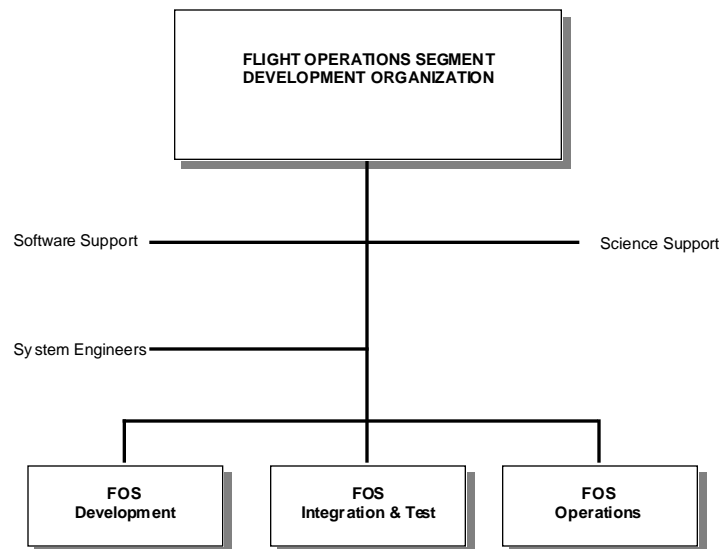 FLIGHT OPERATIONS SEGMENT
DEVELOPMENT ORGANIZATION
Software Support
Science Support
System Engineers
FOS
Development
FOS
Integration & Test
FOS
Operations